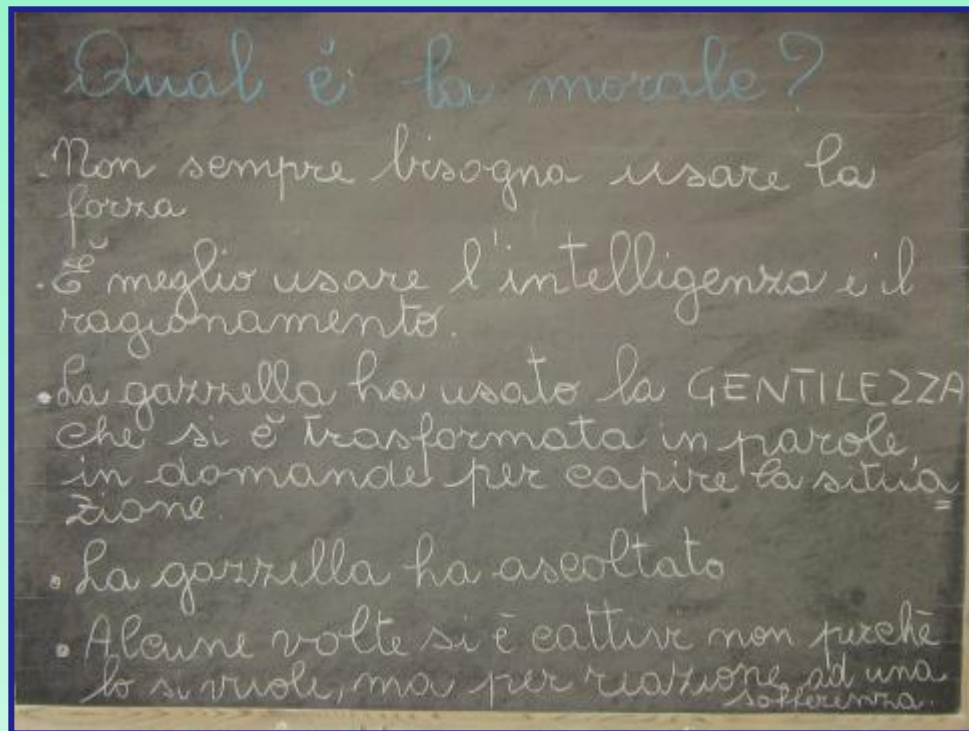 Qual è la morale?
. Non sempre bisogna usare la
forza
. È meglio usare l'intelligenza e il
ragionamento.
. La gazzella ha usato la GENTILEZZA
che si è trasformata in parole,
in domande per capire la situa=
zione.
. La gazzella ha ascoltato
. Alcune volte si è cattivi non perchè
lo si vuole, ma per reazione ad una
sofferenza.